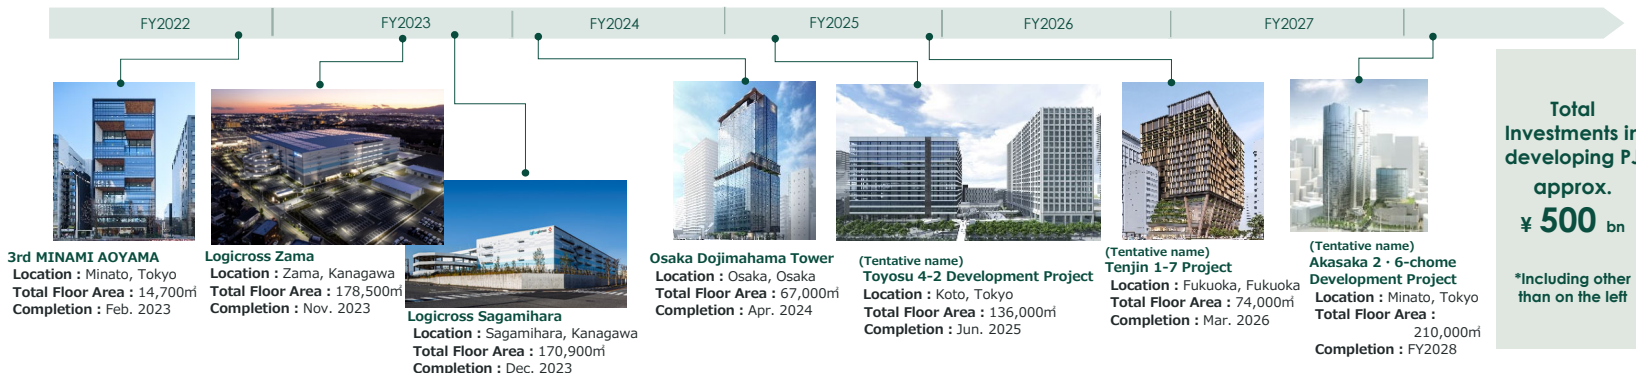 FY2022
FY2023
FY2024
FY2025
FY2026
FY2027
3rd MINAMI AOYAMA
Location : Minato, Tokyo
Total Floor Area : 14,700㎡
Completion : Feb. 2023
Logicross Zama
Location : Zama, Kanagawa
Total Floor Area : 178,500㎡
Completion : Nov. 2023
Logicross Sagamihara
Location : Sagamihara, Kanagawa
Total Floor Area : 170,900㎡
Completion : Dec. 2023
Osaka Dojimahama Tower
Location : Osaka, Osaka
Total Floor Area : 67,000㎡
Completion : Apr. 2024
(Tentative name)
Toyosu 4-2 Development Project
Location : Koto, Tokyo
Total Floor Area : 136,000㎡
Completion : Jun. 2025
(Tentative name)
Tenjin 1-7 Project
Location : Fukuoka, Fukuoka
Total Floor Area : 74,000㎡
Completion : Mar. 2026
(Tentative name)
Akasaka 2・6-chome
Development Project
Location : Minato, Tokyo
Total Floor Area :
210,000㎡
Completion : FY2028
Total
Investments in
developing PJ
approx.
¥ 500 bn
*Including other
than on the left